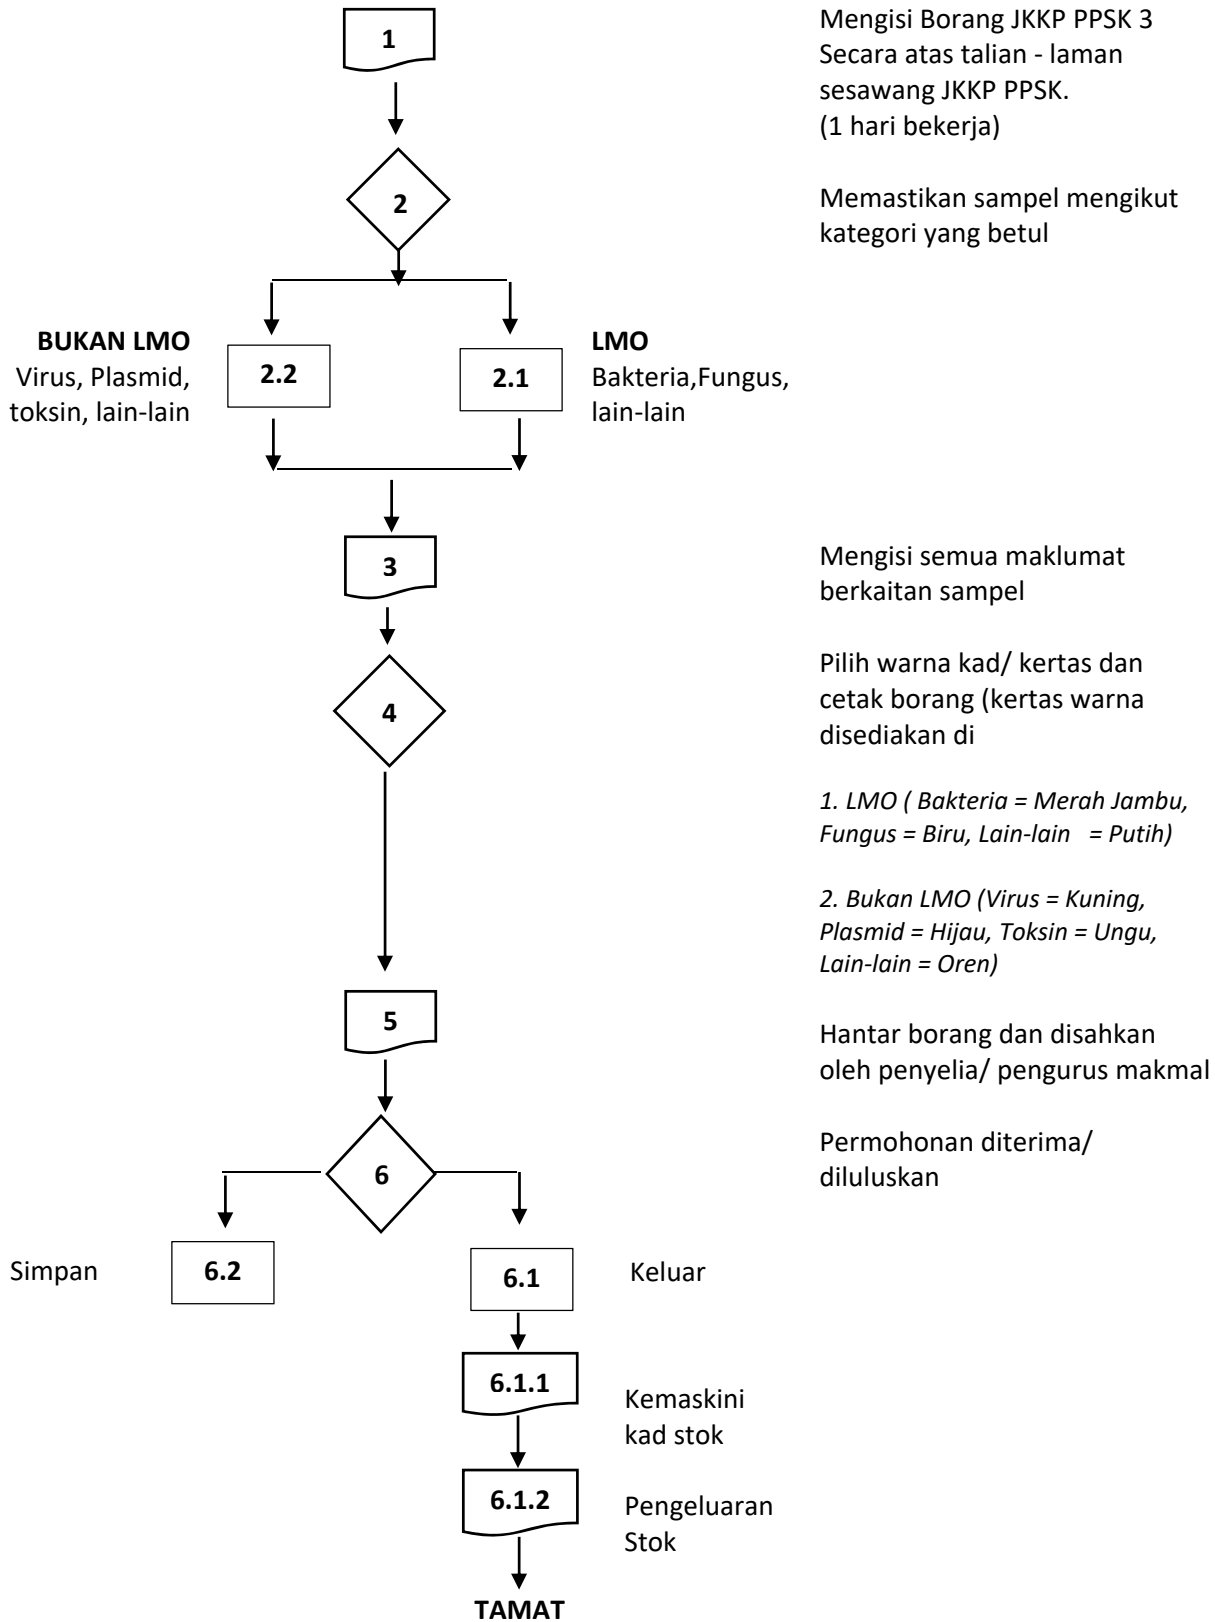 1
Mengisi Borang JKKP PPSK 3
Secara atas talian - laman
sesawang JKKP PPSK.
(1 hari bekerja)
2
Memastikan sampel mengikut
kategori yang betul
BUKAN LMO
Virus, Plasmid,
toksin, lain-lain
2.2
2.1
LMO
Bakteria,Fungus,
lain-lain
3
Mengisi semua maklumat
berkaitan sampel
4
Pilih warna kad/ kertas dan
cetak borang (kertas warna
disediakan di
1. LMO ( Bakteria = Merah Jambu,
Fungus = Biru, Lain-lain = Putih)
2. Bukan LMO (Virus = Kuning,
Plasmid = Hijau, Toksin = Ungu,
Lain-lain = Oren)
5
Hantar borang dan disahkan
oleh penyelia/ pengurus makmal
6
Permohonan diterima/
diluluskan
Simpan
6.2
6.1
Keluar
6.1.1
Kemaskini
kad stok
6.1.2
Pengeluaran
Stok
TAMAT